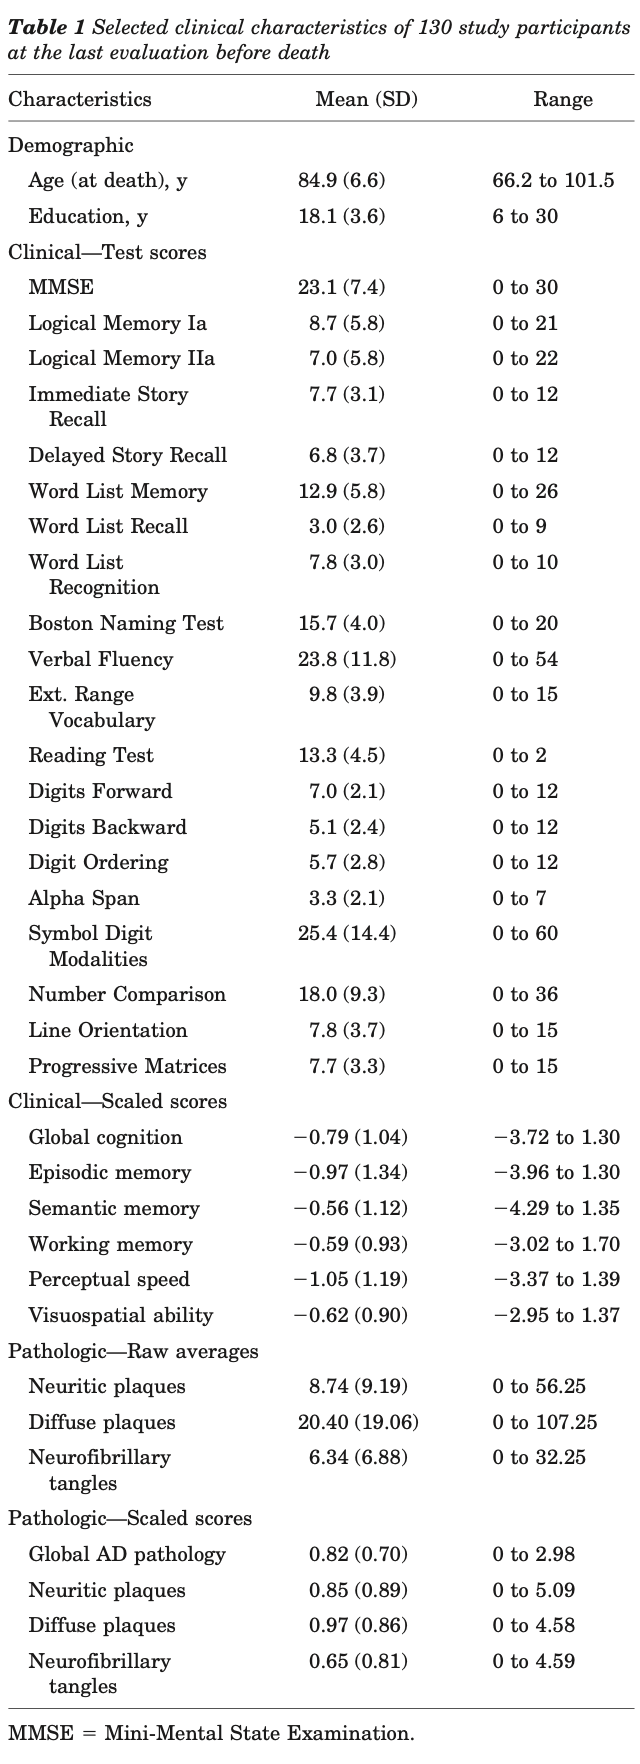 Table 1 Selected clinical characteristics of 130 study participants
at the last evaluation before death
Characteristics Mean (SD) Range
Demographic
Age (at death), y 84.9 (6.6) 66.2 to 101.5
Education, y 18.1 (3.6) 6 to 30
Clinical—Test scores
MMSE 23.1 (7.4) 0 to 30
Logical Memory Ia 8.7 (5.8) 0 to 21
Logical Memory IIa 7.0 (5.8) 0 to 22
Immediate Story 7.7 (3.1) 0 to 12
Recall
Delayed Story Recall 6.8 (3.7) 0 to 12
Word List Memory 12.9 (5.8) 0 to 26
Word List Recall 3.0 (2.6) 0 to 9
Word List 7.8 (3.0) 0 to 10
Recognition
Boston Naming Test 15.7 (4.0) 0 to 20
Verbal Fluency 23.8 (11.8) 0 to 54
Ext. Range 9.8 (3.9) 0 to 15
Vocabulary
Reading Test 13.3 (4.5) 0 to 2
Digits Forward 7.0 (2.1) 0 to 12
Digits Backward 5.1 (2.4) 0 to 12
Digit Ordering 5.7 (2.8) 0 to 12
Alpha Span 3.3 (2.1) 0 to 7
Symbol Digit 25.4 (14.4) 0 to 60
Modalities
Number Comparison 18.0 (9.3) 0 to 36
Line Orientation 7.8 (3.7) 0 to 15
Progressive Matrices 7.7 (3.3) 0 to 15
Clinical—Scaled scores
Global cognition −0.79 (1.04) −3.72 to 1.30
Episodic memory −0.97 (1.34) −3.96 to 1.30
Semantic memory −0.56 (1.12) −4.29 to 1.35
Working memory −0.59 (0.93) −3.02 to 1.70
Perceptual speed −1.05 (1.19) −3.37 to 1.39
Visuospatial ability −0.62 (0.90) −2.95 to 1.37
Pathologic—Raw averages
Neuritic plaques 8.74 (9.19) 0 to 56.25
Diffuse plaques 20.40 (19.06) 0 to 107.25
Neurofibrillary 6.34 (6.88) 0 to 32.25
tangles
Pathologic—Scaled scores
Global AD pathology 0.82 (0.70) 0 to 2.98
Neuritic plaques 0.85 (0.89) 0 to 5.09
Diffuse plaques 0.97 (0.86) 0 to 4.58
Neurofibrillary 0.65 (0.81) 0 to 4.59
tangles
MMSE = Mini-Mental State Examination.